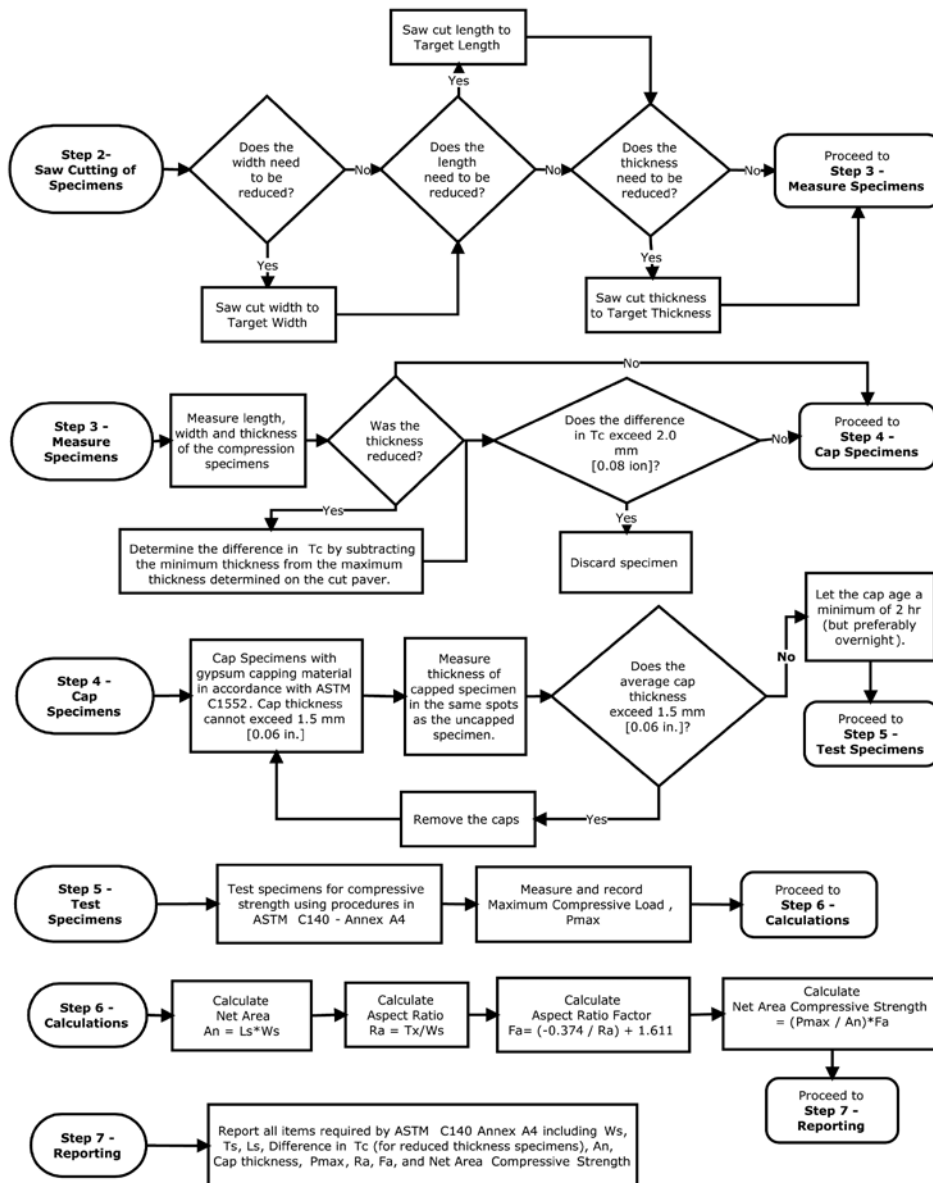 Saw cut length to
Target Length
Yes
Step 2-
Saw Cutting of
Specimens
Does the
width need
to be
reduced?
No
Does the
length
need to be
reduced?
No
Does the
thickness
need to be
reduced?
No
Proceed to
Step 3 -
Measure Specimens
Yes
Saw cut width to
Target Width
Yes
Saw cut thickness
to Target Thickness
No
Step 3 -
Measure
Specimens
Measure length,
width and thickness
of the compression
specimens
Was the
thickness
reduced?
Does the difference
in Tc exceed 2.0
mm
[0.08 ion]?
No
Proceed to
Step 4 -
Cap Specimens
Yes
Determine the difference in Tc by subtracting
the minimum thickness from the maximum
thickness determined on the cut paver.
Yes
Discard specimen
Step 4 -
Cap
Specimens
Cap Specimens with
gypsum capping material
in accordance with ASTM
C1552. Cap thickness
cannot exceed 1.5 mm
[0.06 in.]
Measure
thickness of
capped specimen
in the same spots
as the uncapped
specimen.
Does the
average cap
thickness
exceed 1.5 mm
[0.06 in.]?
No
Let the cap age a
minimum of 2 hr
(but preferably
overnight).
Proceed to
Step 5 -
Test Specimens
Yes
Remove the caps
Step 5 -
Test
Specimens
Test specimens for compressive
strength using procedures in
ASTM C140 - Annex A4
Measure and record
Maximum Compressive Load ,
Pmax
Proceed to
Step 6 -
Calculations
Step 6 -
Calculations
Calculate
Net Area
An = Ls*Ws
Calculate
Aspect Ratio
Ra = Tx/Ws
Calculate
Aspect Ratio Factor
Fa= (-0.374 / Ra) + 1.611
Calculate
Net Area Compressive Strength
= (Pmax / An)*Fa
Proceed to
Step 7 -
Reporting
Step 7 -
Reporting
Report all items required by ASTM C140 Annex A4 including Ws,
Ts, Ls, Difference in Tc (for reduced thickness specimens), An,
Cap thickness, Pmax, Ra, Fa, and Net Area Compressive Strength